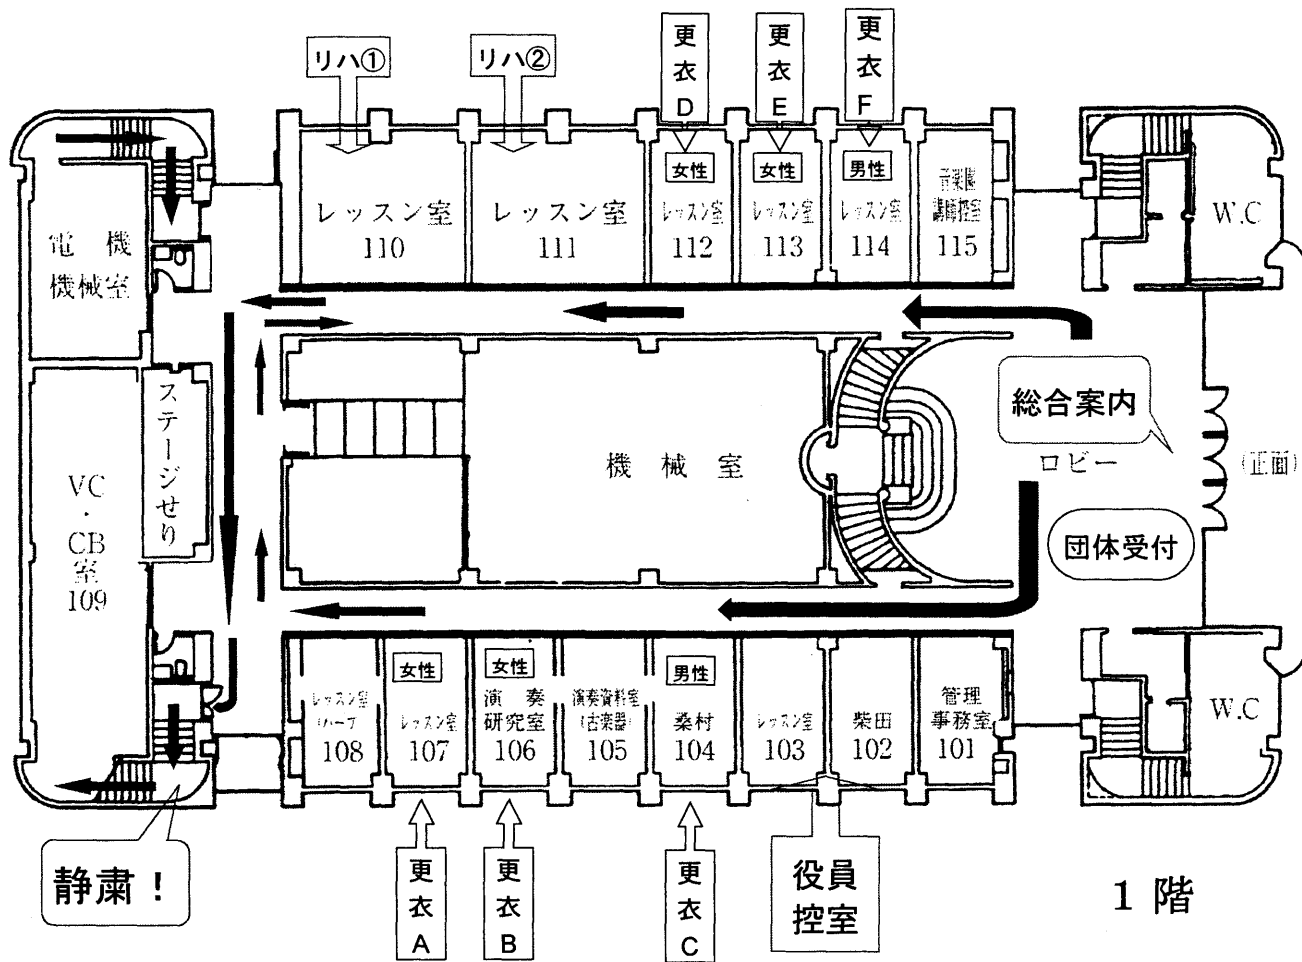 リハ①
リハ②
更衣D
更衣E
更衣F
女性
女性
男性
レッスン室
110
レッスン室
111
レッスン室
112
レッスン室
113
レッスン室
114
音楽園
講師控室
115
W.C
電機
機械室
ステージせり
VC
・
CB
室
109
機械室
総合案内
ロビー
(正面)
団体受付
レッスン室
(ハープ)
108
女性
レッスン室
107
女性
演奏
研究室
106
演奏資料室
(古楽器)
105
男性
桑村
104
レッスン室
103
柴田
102
管理
事務室
101
W.C
静粛！
更衣A
更衣B
更衣C
役員
控室
1階